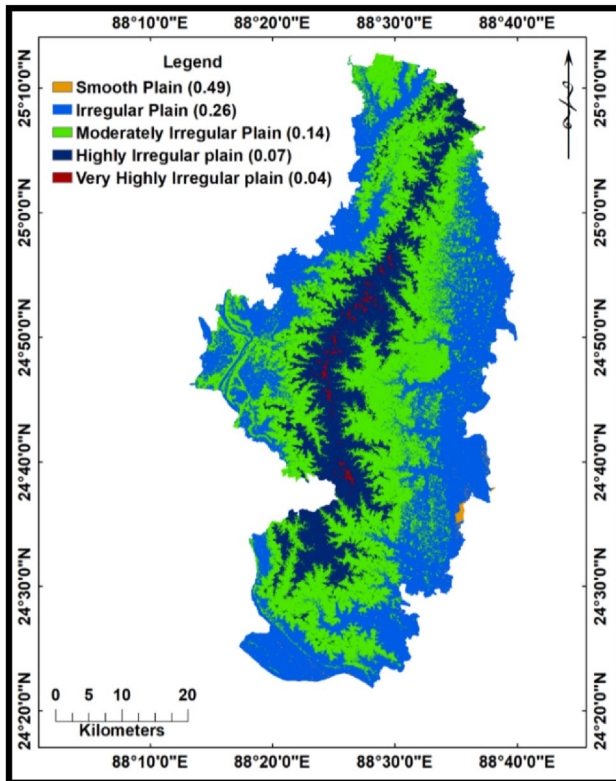 88°10'0"E 88°20'0"E 88°30'0"E 88°40'0"E
Legend
Smooth Plain (0.49)
Irregular Plain (0.26)
Moderately Irregular Plain (0.14)
Highly Irregular plain (0.07)
Very Highly Irregular plain (0.04)
25°10'0"N 25°10'0"N
25°0'0"N 25°0'0"N
24°50'0"N 24°50'0"N
24°40'0"N 24°40'0"N
24°30'0"N 24°30'0"N
24°20'0"N 24°20'0"N
0 5 10 20
Kilometers
88°10'0"E 88°20'0"E 88°30'0"E 88°40'0"E